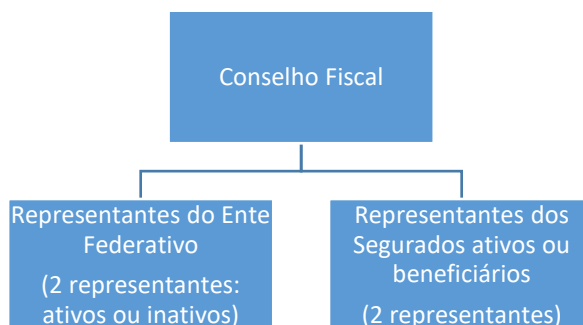 Conselho Fiscal
Representantes do Ente
Federativo
(2 representantes:
ativos ou inativos)
Representantes dos
Segurados ativos ou
beneficiários
(2 representantes)